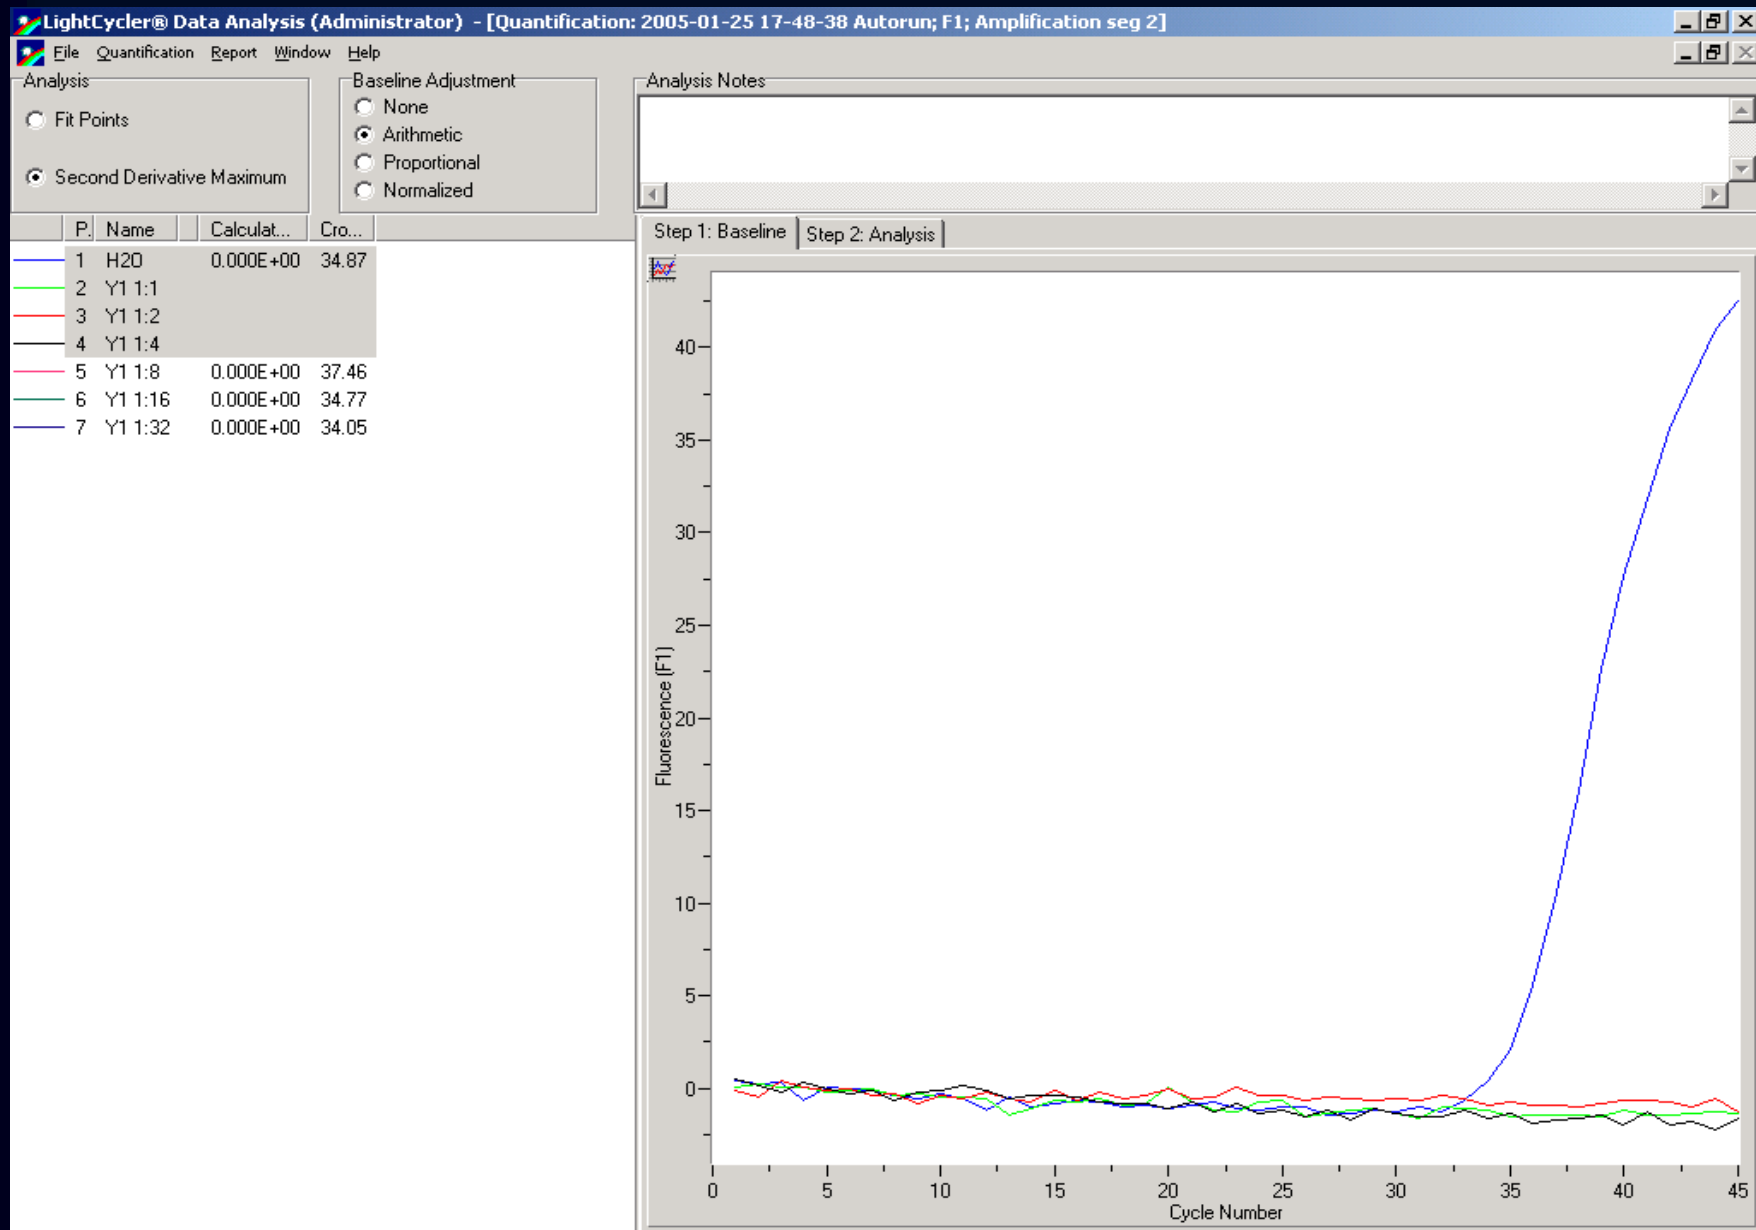 LightCycler® Data Analysis (Administrator) - [Quantification: 2005-01-25 17-48-38 Autorun; F1; Amplification seg 2]
File Quantification Report Window Help
Analysis
Fit Points
Second Derivative Maximum
Baseline Adjustment
None
Arithmetic
Proportional
Normalized
Analysis Notes
P. Name Calculat... Cro...
1 H2O 0.000E+00 34.87
2 Y1 1:1
3 Y1 1:2
4 Y1 1:4
5 Y1 1:8 0.000E+00 37.46
6 Y1 1:16 0.000E+00 34.77
7 Y1 1:32 0.000E+00 34.05
Step 1: Baseline Step 2: Analysis
Fluorescence (F1)
40
35
30
25
20
15
10
5
0
0 5 10 15 20 25 30 35 40 45
Cycle Number